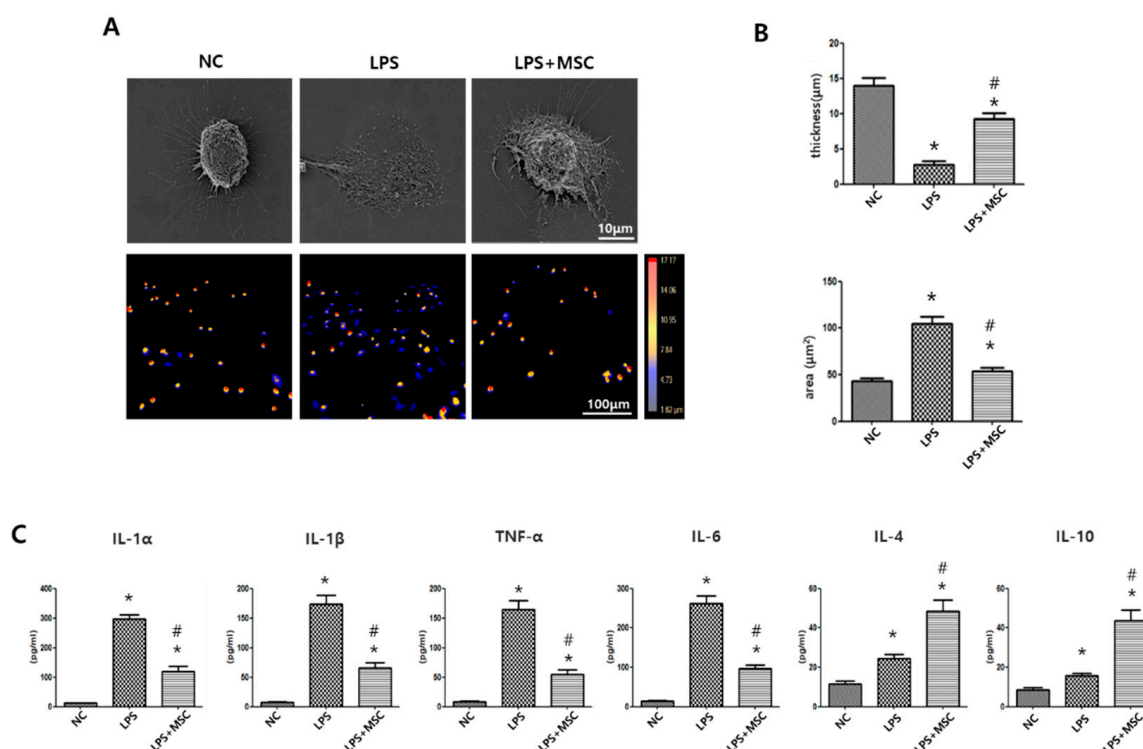 A
NC LPS LPS+MSC
10μm
17.17
14.06
10.95
7.84
4.73
1.62 μm
100μm
B
thickness(μm)
20
15
10
5
0
*
#
*
NC LPS LPS+MSC
area (μm²)
150
100
50
0
*
#
*
NC LPS LPS+MSC
C
IL-1α
(pg/ml)
400
300
200
100
0
*
#
*
NC LPS LPS+MSC
IL-1β
(pg/ml)
200
150
100
50
0
*
#
*
NC LPS LPS+MSC
TNF-α
(pg/ml)
200
150
100
50
0
*
#
*
NC LPS LPS+MSC
IL-6
(pg/ml)
300
200
100
0
*
#
*
NC LPS LPS+MSC
IL-4
(pg/ml)
60
40
20
0
*
#
*
NC LPS LPS+MSC
IL-10
(pg/ml)
60
40
20
0
*
#
*
NC LPS LPS+MSC